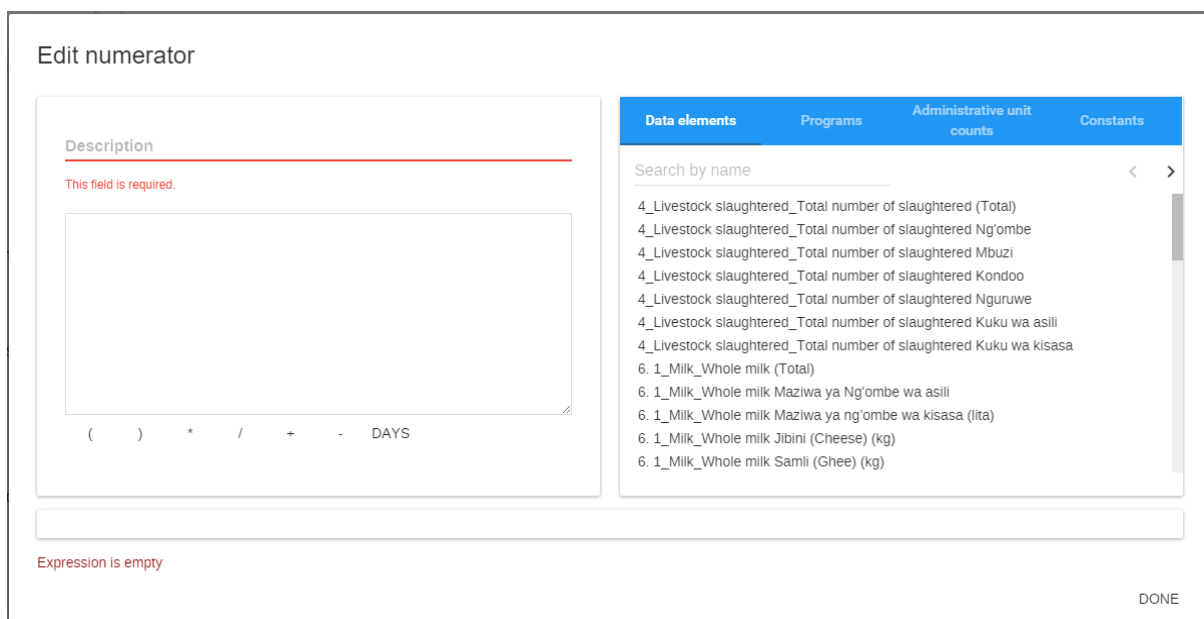 Edit numerator
Description
This field is required.
( ) * / + - DAYS
Data elements Programs Administrative unit counts Constants
Search by name
4_Livestock slaughtered_Total number of slaughtered (Total)
4_Livestock slaughtered_Total number of slaughtered Ng'ombe
4_Livestock slaughtered_Total number of slaughtered Mbuzi
4_Livestock slaughtered_Total number of slaughtered Kondoo
4_Livestock slaughtered_Total number of slaughtered Nguruwe
4_Livestock slaughtered_Total number of slaughtered Kuku wa asili
4_Livestock slaughtered_Total number of slaughtered Kuku wa kisasa
6. 1_Milk_Whole milk (Total)
6. 1_Milk_Whole milk Maziwa ya Ng'ombe wa asili
6. 1_Milk_Whole milk Maziwa ya ng'ombe wa kisasa (lita)
6. 1_Milk_Whole milk Jibini (Cheese) (kg)
6. 1_Milk_Whole milk Samli (Ghee) (kg)
Expression is empty
DONE